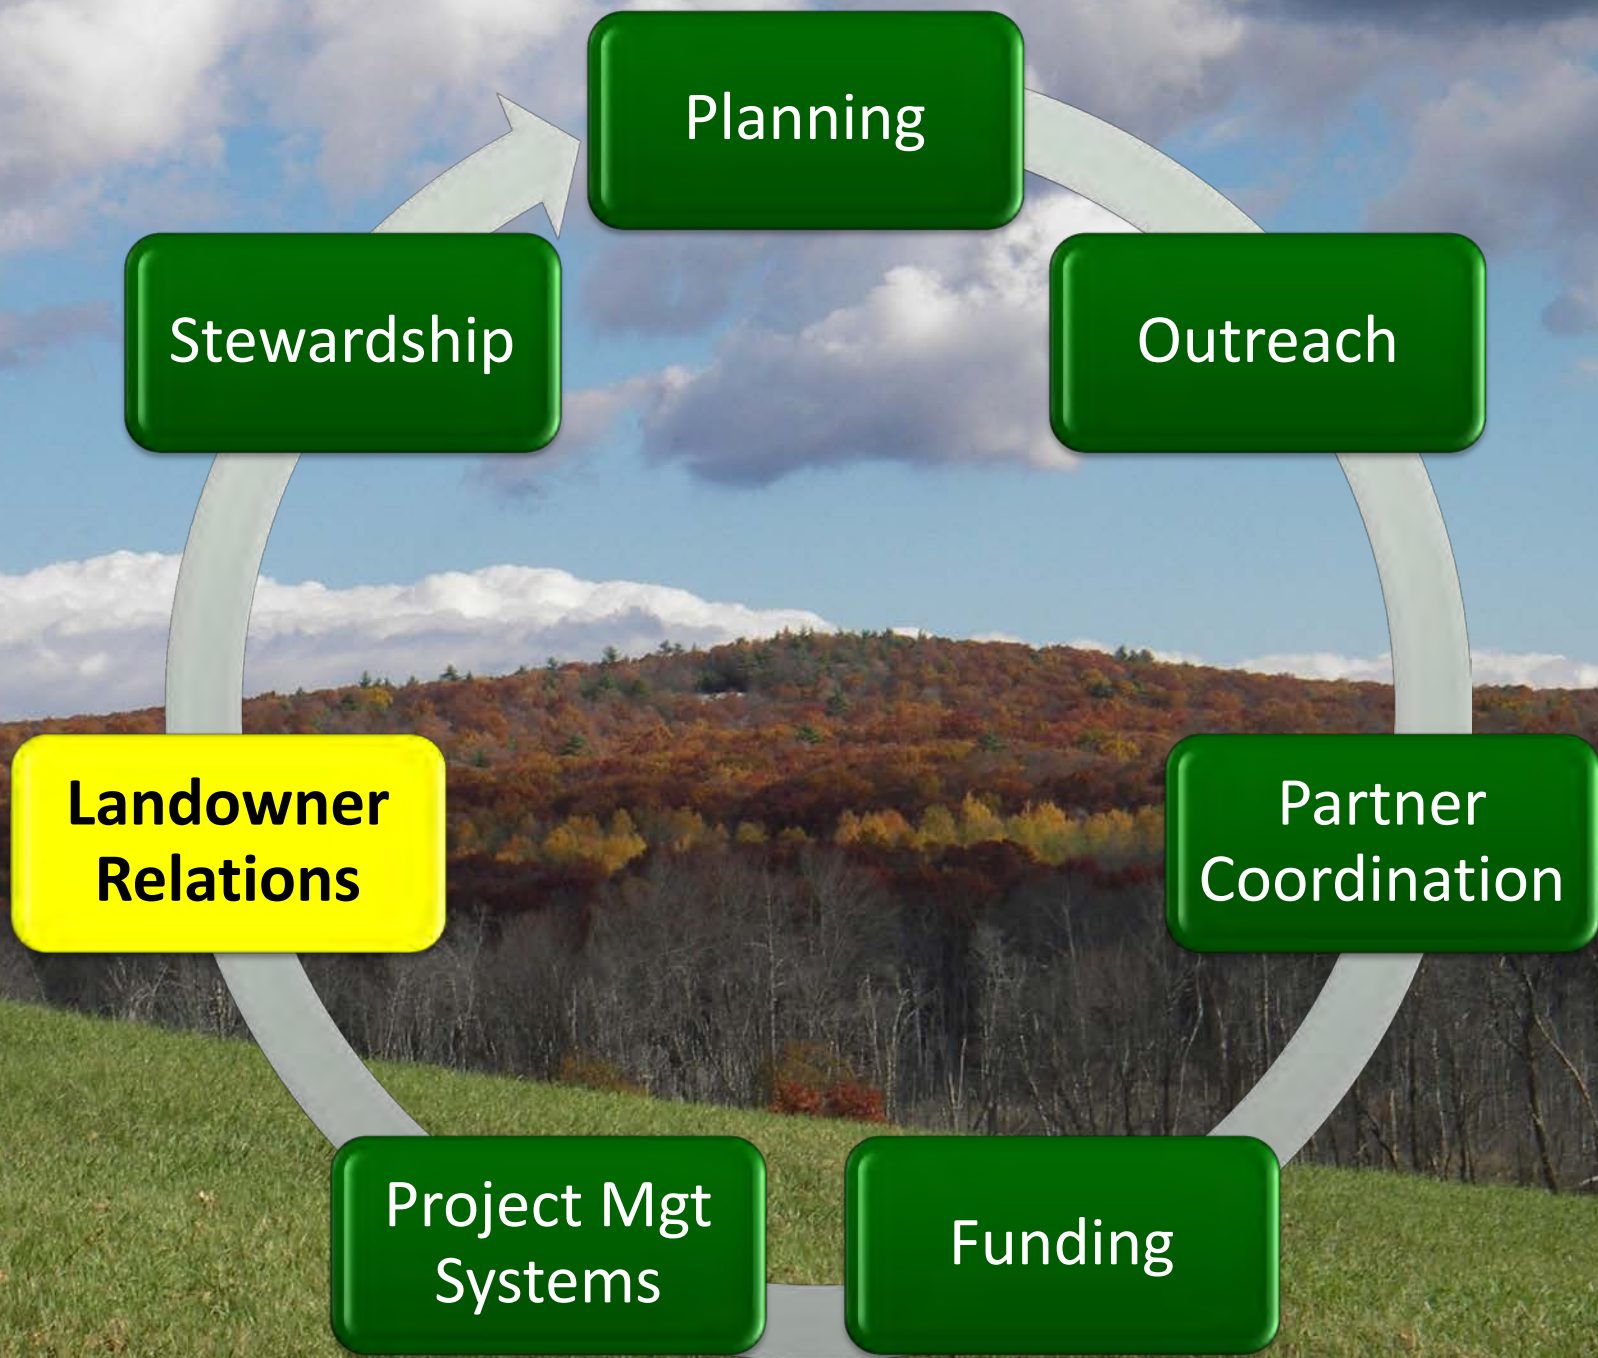 Planning
Outreach
Partner
Coordination
Funding
Project Mgt
Systems
Landowner
Relations
Stewardship